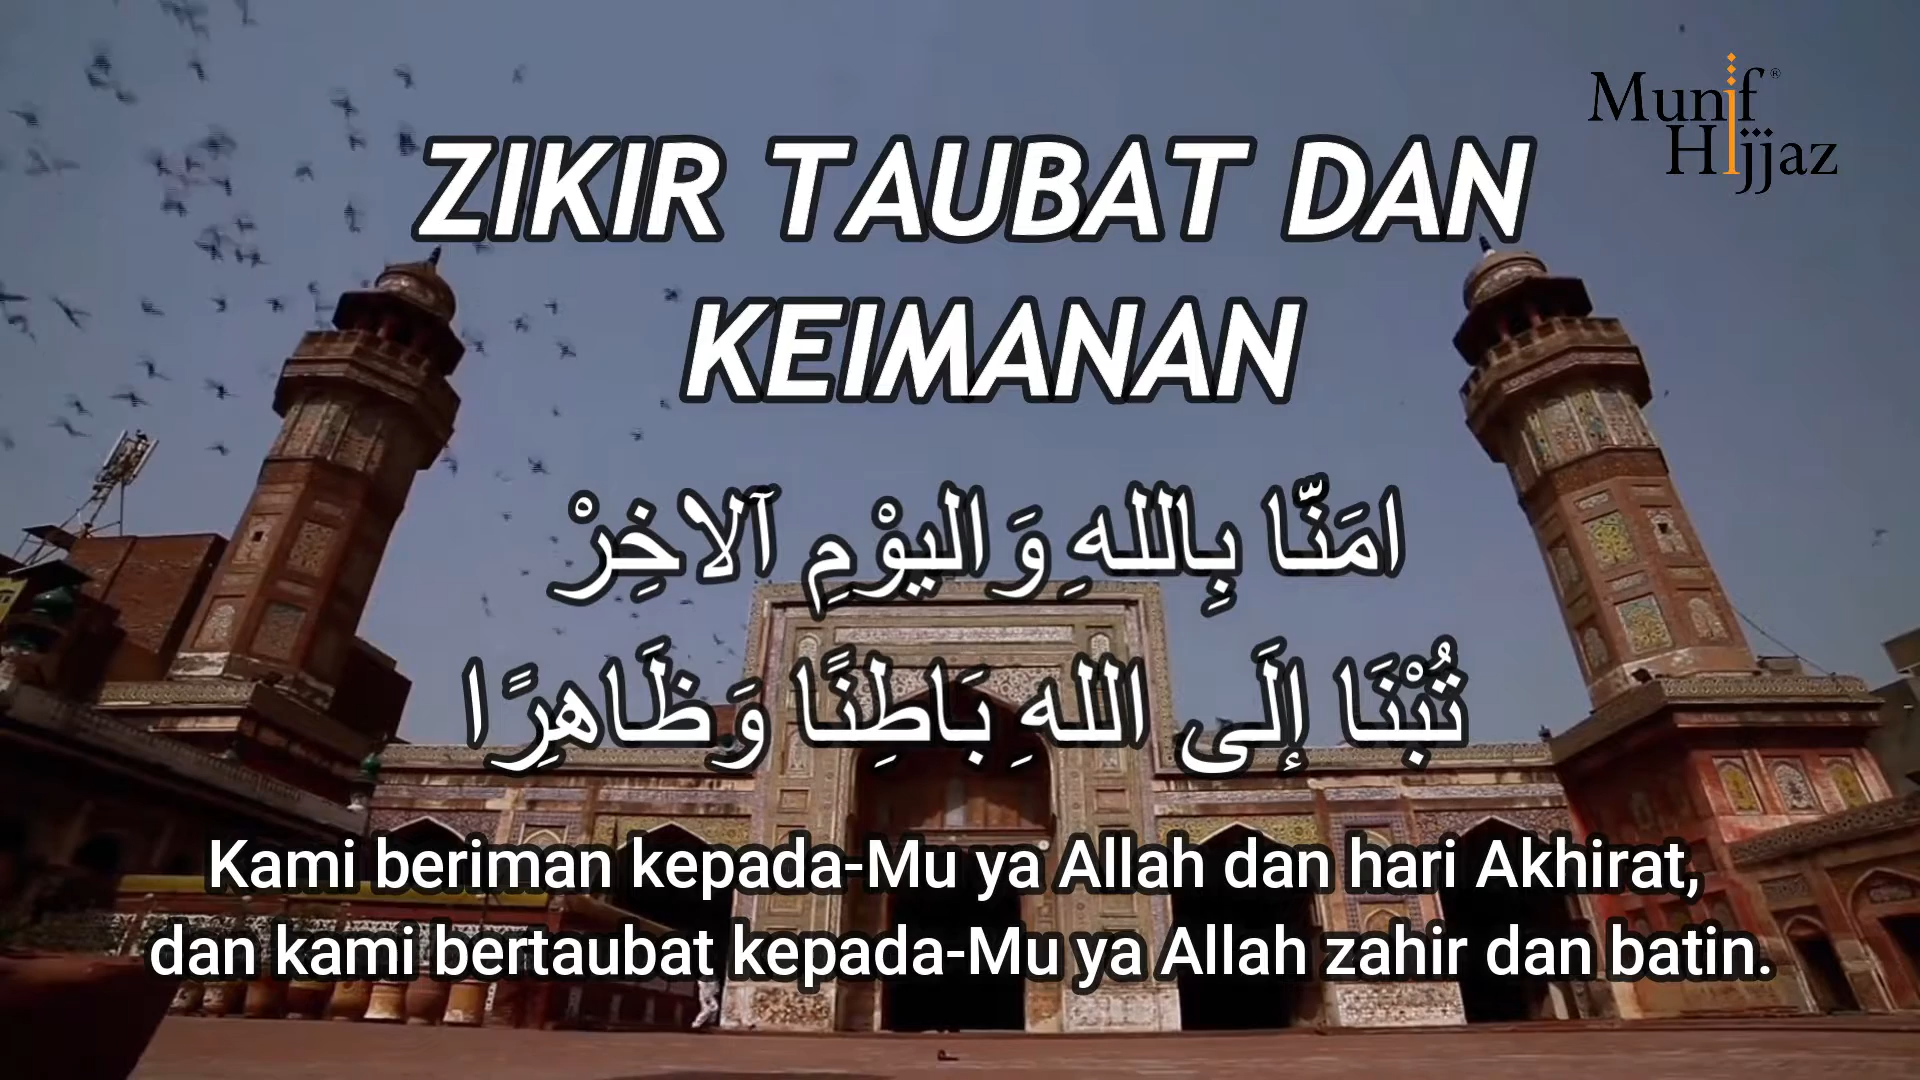 Munif®
Hijjaz
ZIKIR TAUBAT DAN
KEIMANAN
امَنَّا بِاللهِ وَاليوْمِ آلاخِرْ
تُبْنَا إلَى اللهِ بَاطِنًا وَظَاهِرًا
Kami beriman kepada-Mu ya Allah dan hari Akhirat,
dan kami bertaubat kepada-Mu ya Allah zahir dan batin.